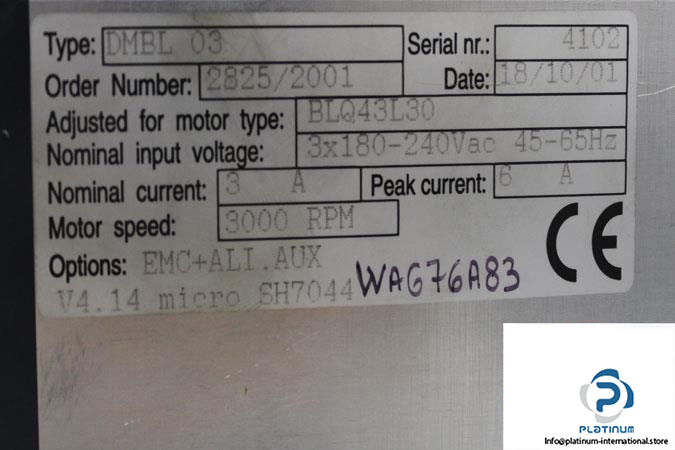 Type: DMBL 03 Serial nr.: 4102
Order Number: 2825/2001 Date: 18/10/01
Adjusted for motor type: BLQ43L30
Nominal input voltage: 3x180-240Vac 45-65Hz
Nominal current: 3 A Peak current: 6 A
Motor speed: 3000 RPM
Options: EMC+ALI.AUX
V4.14 micro SH7044 WAG76A83
CE
PLATINUM
Info@platinum-international.store